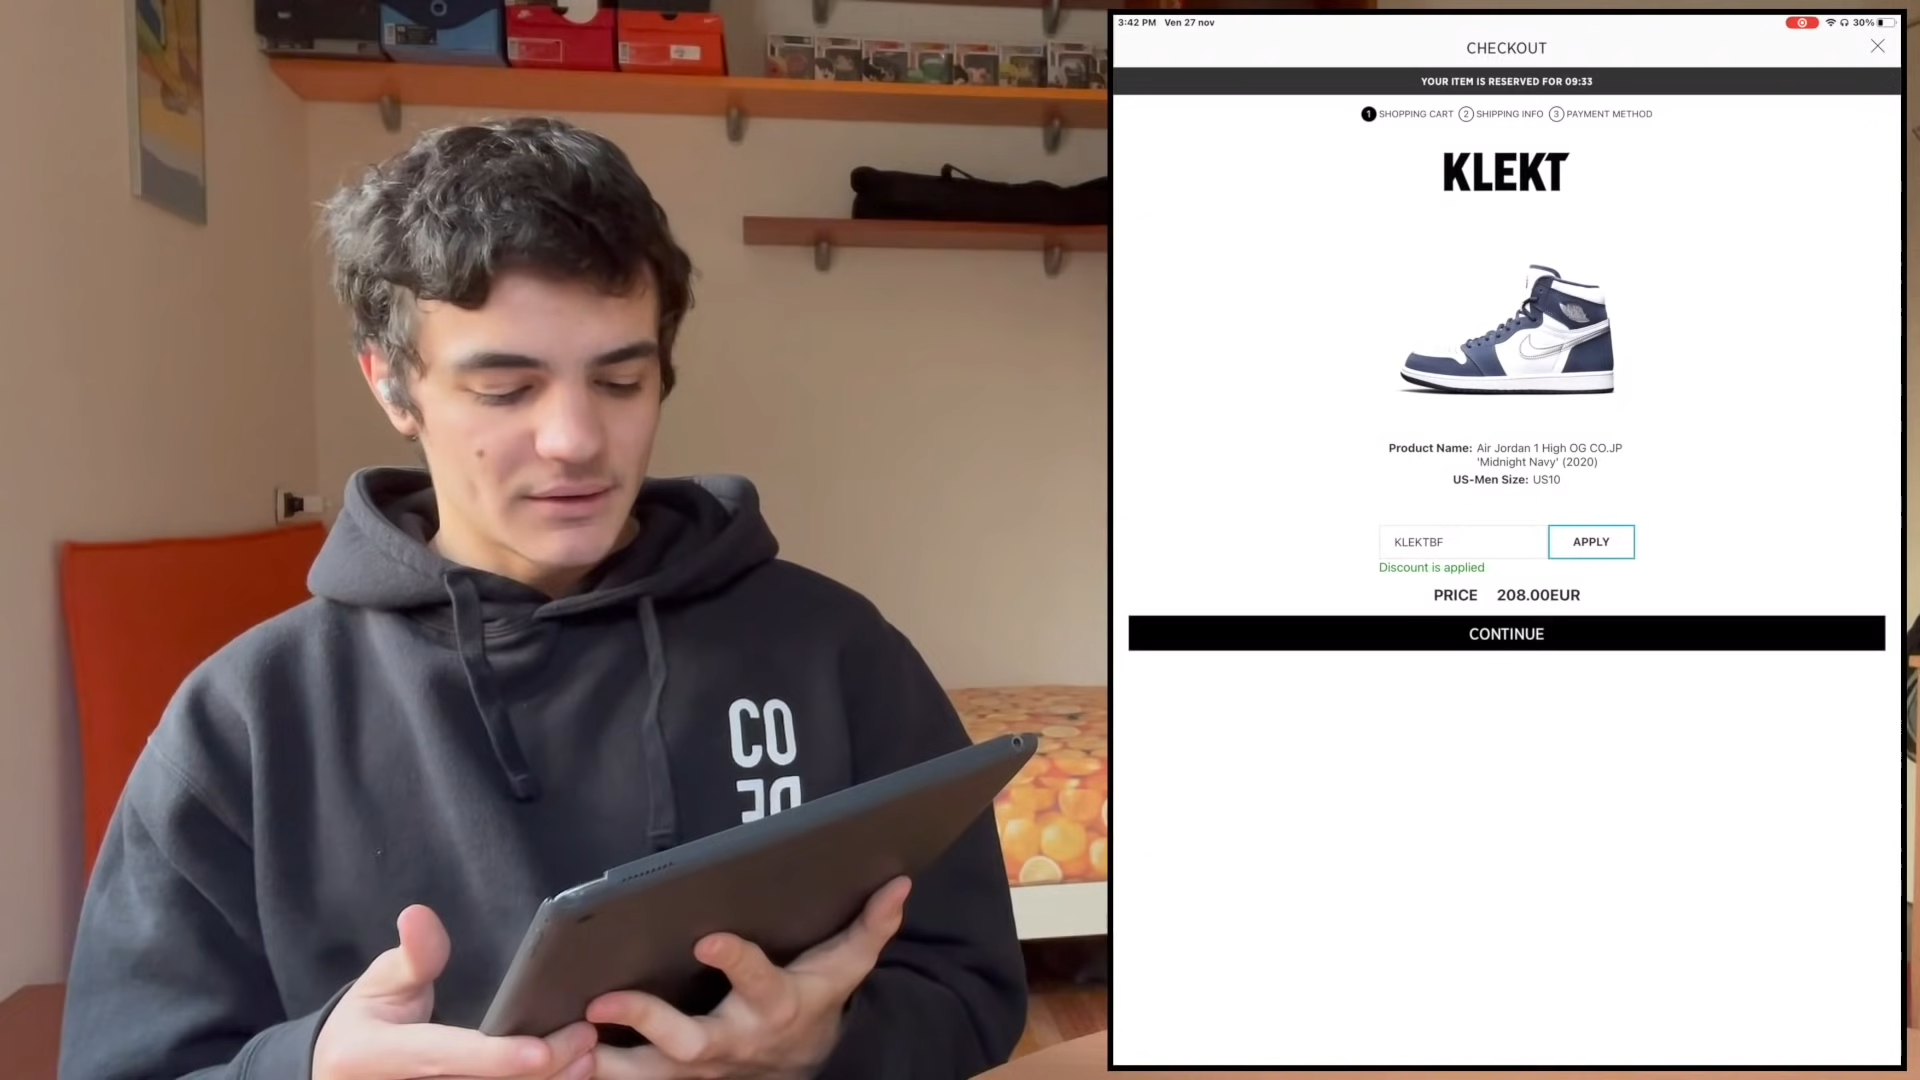 3:42 PM Ven 27 nov
30%
CHECKOUT
YOUR ITEM IS RESERVED FOR 09:33
1 SHOPPING CART 2 SHIPPING INFO 3 PAYMENT METHOD
KLEKT
Product Name: Air Jordan 1 High OG CO.JP
'Midnight Navy' (2020)
US-Men Size: US10
KLEKTBF
APPLY
Discount is applied
PRICE 208.00EUR
CONTINUE
CO